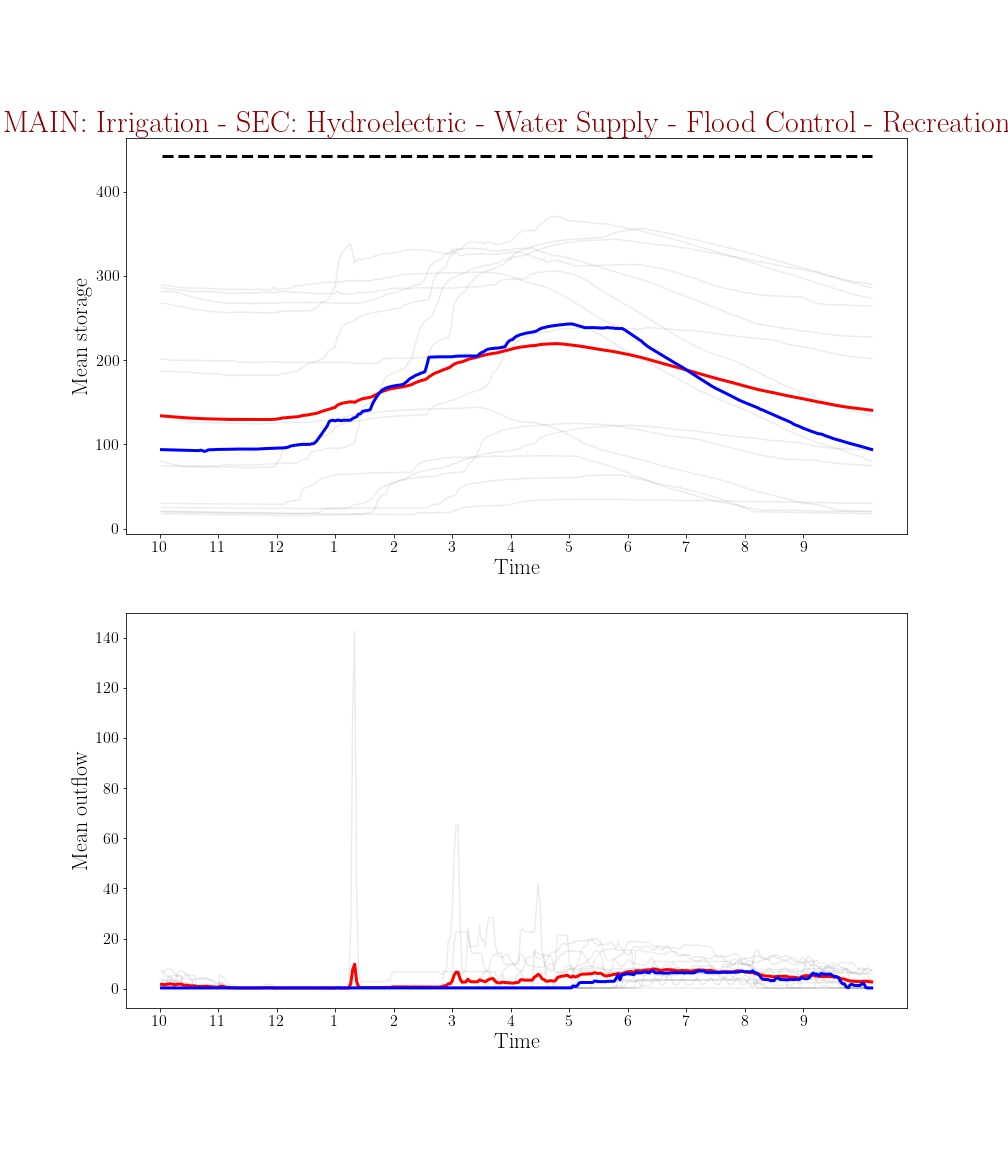 MAIN: Irrigation - SEC: Hydroelectric - Water Supply - Flood Control - Recreation
400
300
200
100
0
Mean storage
10 11 12 1 2 3 4 5 6 7 8 9
Time
140
120
100
80
60
40
20
0
Mean outflow
10 11 12 1 2 3 4 5 6 7 8 9
Time